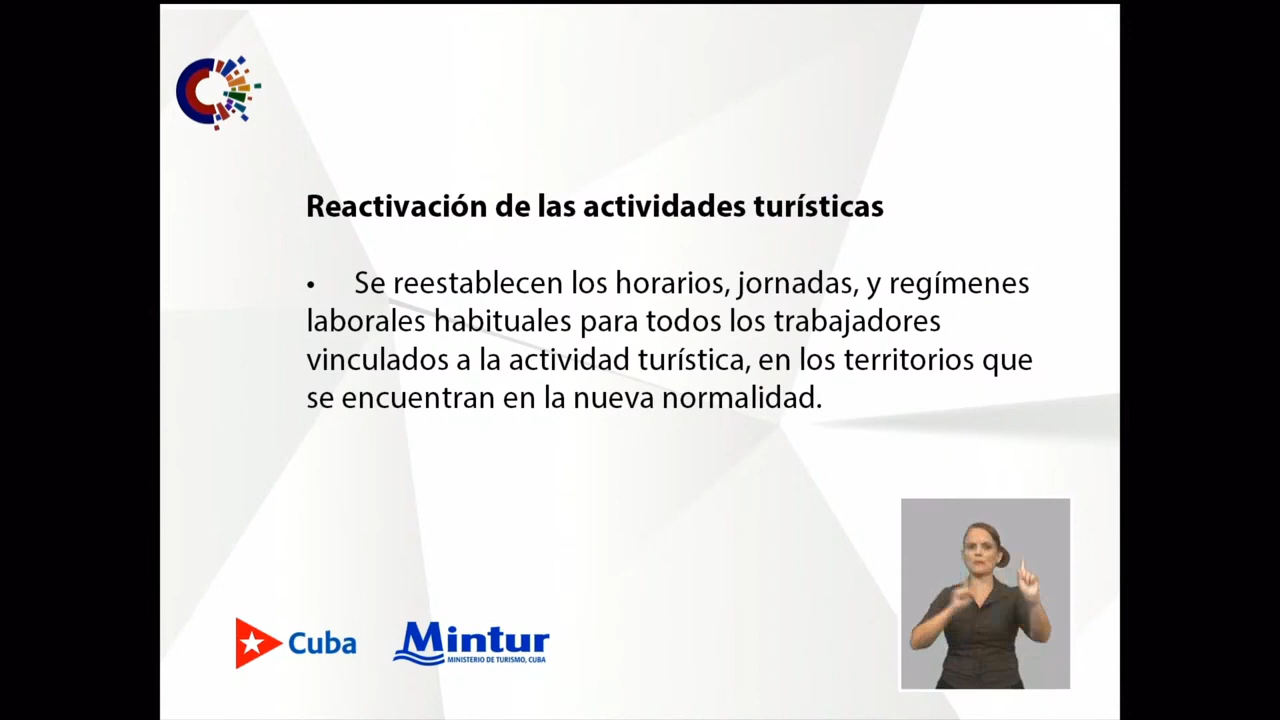 Reactivación de las actividades turísticas
• Se reestablecen los horarios, jornadas, y regímenes
laborales habituales para todos los trabajadores
vinculados a la actividad turística, en los territorios que
se encuentran en la nueva normalidad.
Cuba
Mintur
MINISTERIO DE TURISMO, CUBA